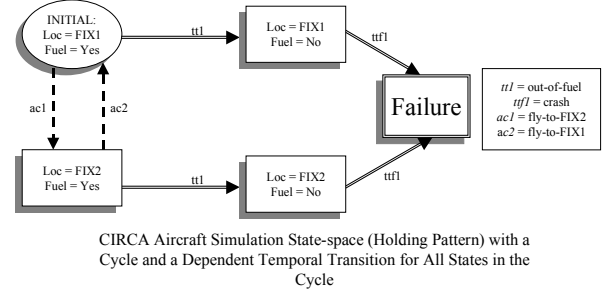 INITIAL:
Loc = FIX1
Fuel = Yes
tt1
Loc = FIX1
Fuel = No
ttf1
ac1
ac2
Failure
tt1 = out-of-fuel
ttf1 = crash
ac1 = fly-to-FIX2
ac2 = fly-to-FIX1
Loc = FIX2
Fuel = Yes
tt1
Loc = FIX2
Fuel = No
ttf1
CIRCA Aircraft Simulation State-space (Holding Pattern) with a
Cycle and a Dependent Temporal Transition for All States in the
Cycle